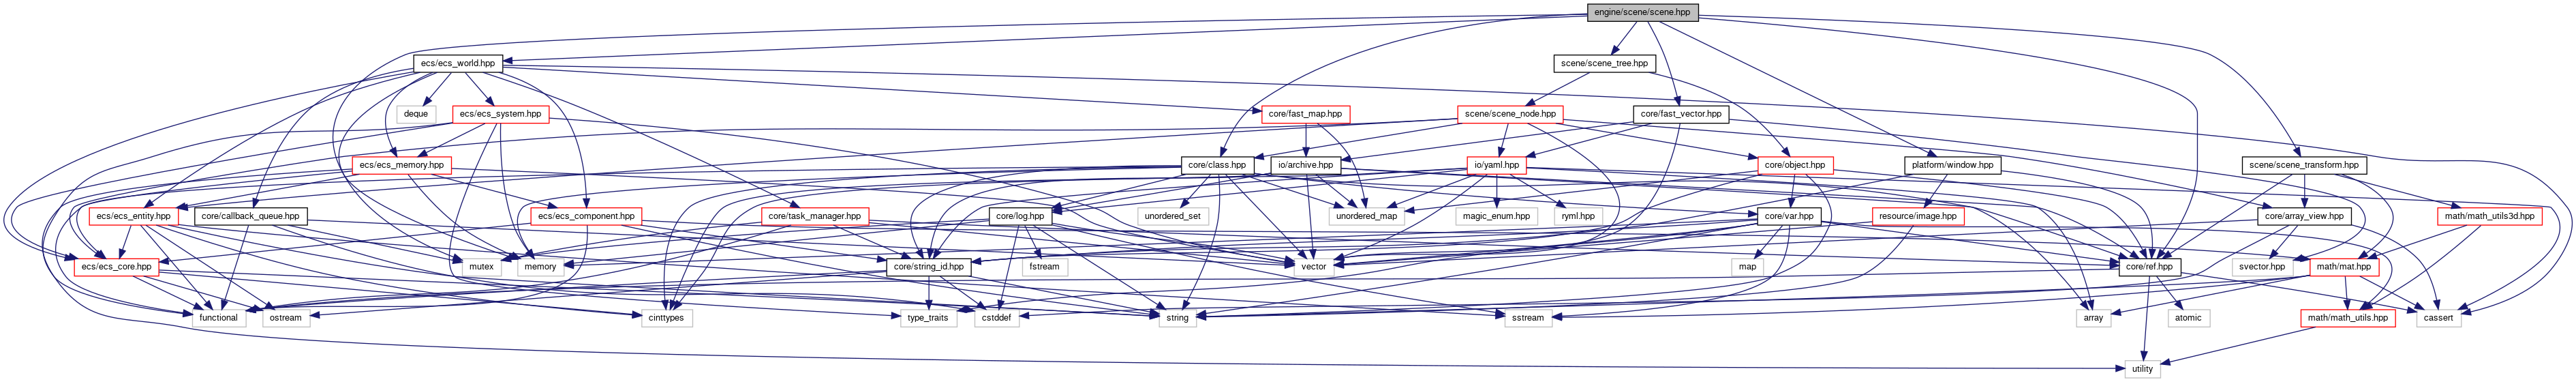 engine/scene/scene.hpp
ecs/ecs_world.hpp
scene/scene_tree.hpp
deque
ecs/ecs_system.hpp
core/fast_map.hpp
scene/scene_node.hpp
core/fast_vector.hpp
ecs/ecs_memory.hpp
core/class.hpp
io/archive.hpp
io/yaml.hpp
core/object.hpp
platform/window.hpp
scene/scene_transform.hpp
ecs/ecs_entity.hpp
core/callback_queue.hpp
ecs/ecs_component.hpp
core/task_manager.hpp
core/log.hpp
unordered_set
unordered_map
magic_enum.hpp
ryml.hpp
core/var.hpp
resource/image.hpp
core/array_view.hpp
math/math_utils3d.hpp
ecs/ecs_core.hpp
mutex
memory
core/string_id.hpp
fstream
vector
map
core/ref.hpp
svector.hpp
math/mat.hpp
functional
ostream
cinttypes
type_traits
cstddef
string
sstream
array
atomic
math/math_utils.hpp
cassert
utility